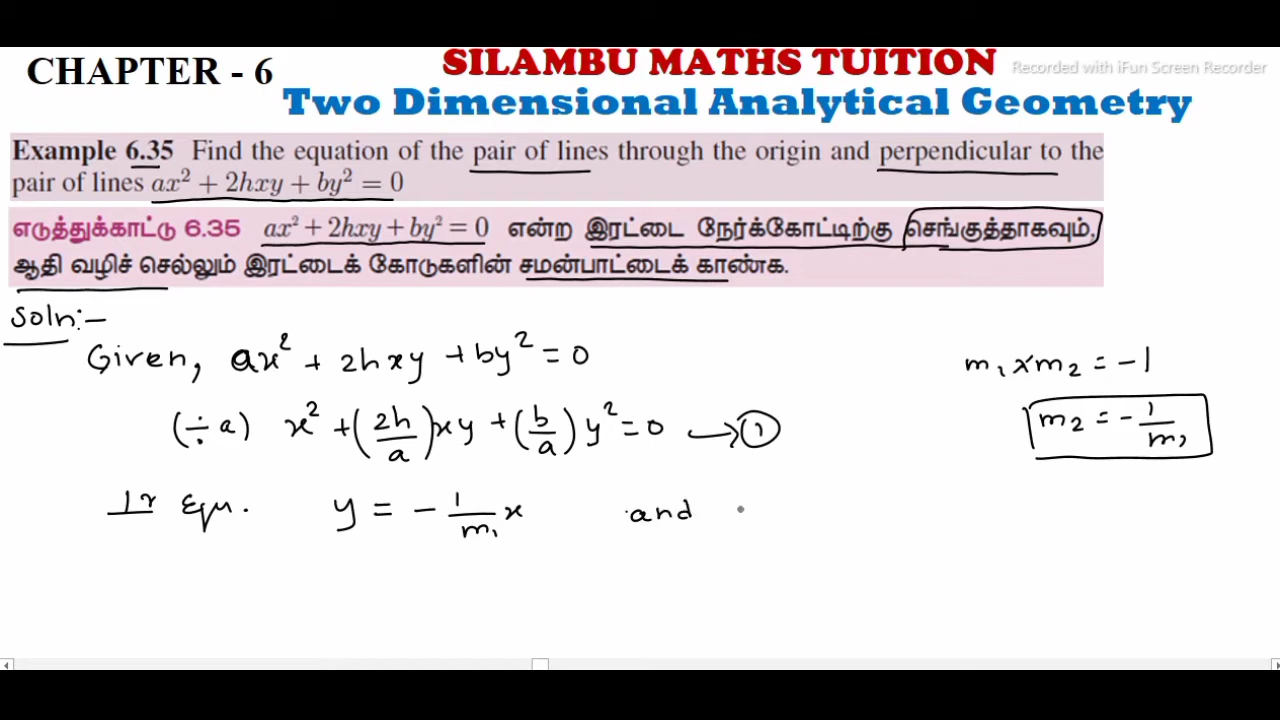 SILAMBU MATHS TUITION
CHAPTER - 6
Recorded with iFun Screen Recorder
Two Dimensional Analytical Geometry
Example 6.35 Find the equation of the pair of lines through the origin and perpendicular to the
pair of lines ax² + 2hxy + by² = 0
எடுத்துக்காட்டு 6.35 ax² + 2hxy + by² = 0 என்ற இரட்டை நேர்க்கோட்டிற்கு செங்குத்தாகவும்,
ஆதி வழிச் செல்லும் இரட்டைக் கோடுகளின் சமன்பாட்டைக் காண்க.
Soln:-
Given, ax² + 2hxy + by² = 0
m₁ x m₂ = -1
(÷ a) x² + (2h/a)xy + (b/a)y² = 0 → ①
m₂ = - 1/m₁
⊥r Equ. y = - 1/m₁ x and